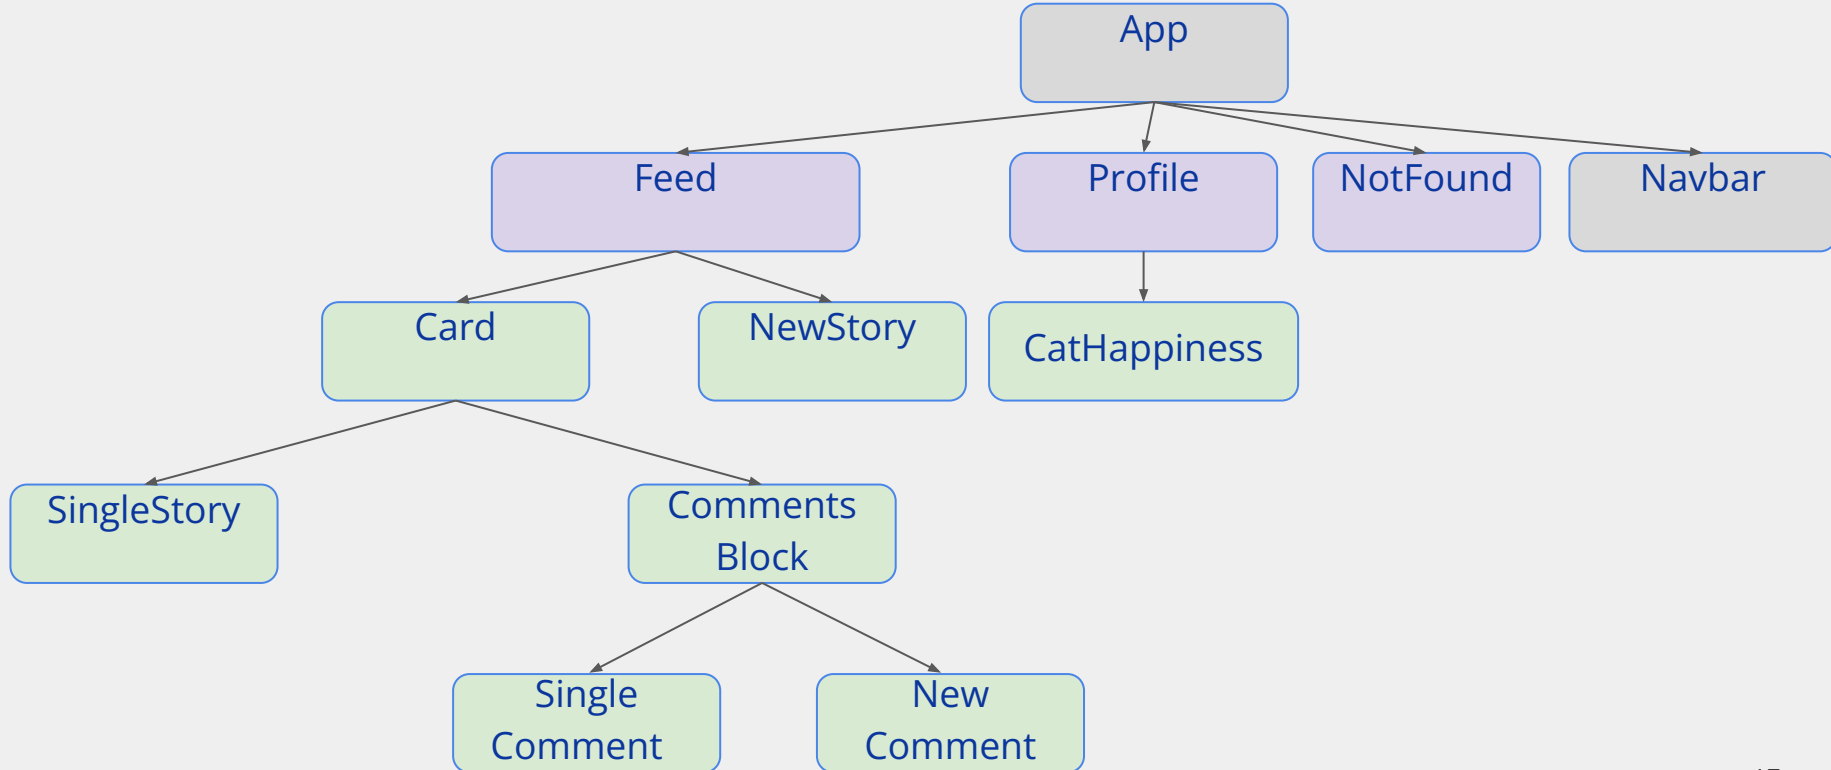 App
Feed
Profile
NotFound
Navbar
Card
NewStory
CatHappiness
SingleStory
Comments
Block
Single
Comment
New
Comment